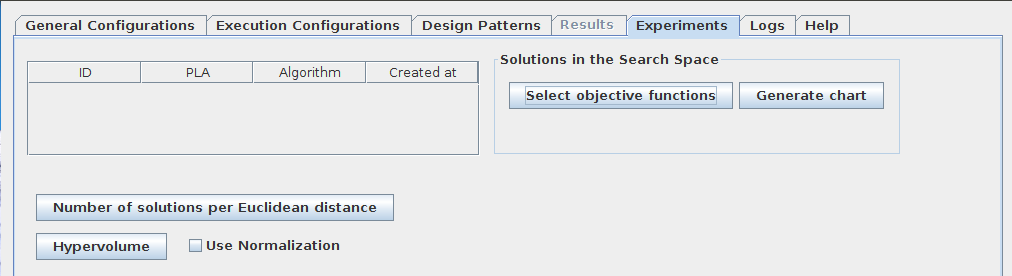 General Configurations Execution Configurations Design Patterns Results Experiments Logs Help
Solutions in the Search Space
ID PLA Algorithm Created at
Select objective functions Generate chart
Number of solutions per Euclidean distance
Hypervolume Use Normalization